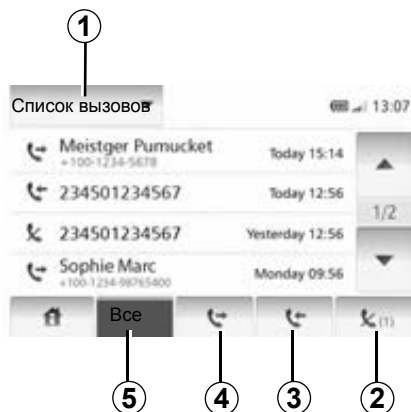 1
Список вызовов 13:07
Meistger Pumucket Today 15:14
+100-1234-5678
234501234567 Today 12:56
1/2
234501234567 Yesterday 12:56
Sophie Marc Monday 09:56
+100-1234-98765400
Все (1)
5 4 3 2